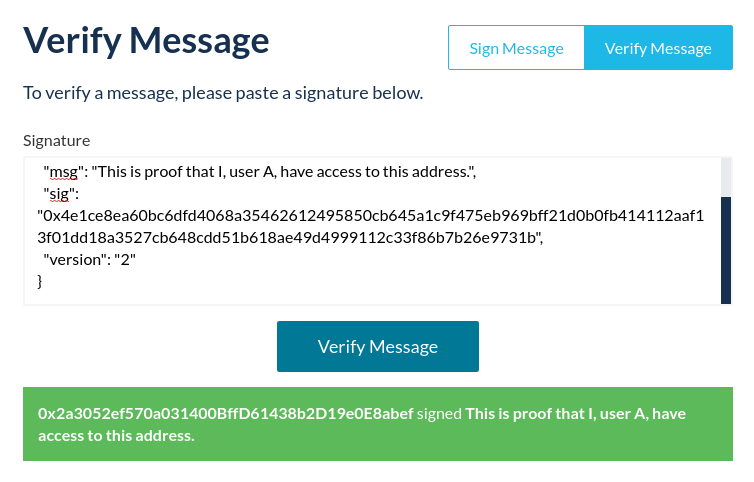 Verify Message
Sign Message
Verify Message
To verify a message, please paste a signature below.
Signature
"msg": "This is proof that I, user A, have access to this address.",
"sig":
"0x4e1ce8ea60bc6dfd4068a35462612495850cb645a1c9f475eb969bff21d0b0fb414112aaf1
3f01dd18a3527cb648cdd51b618ae49d4999112c33f86b7b26e9731b",
"version": "2"
}
Verify Message
0x2a3052ef570a031400BffD61438b2D19e0E8abef signed This is proof that I, user A, have
access to this address.